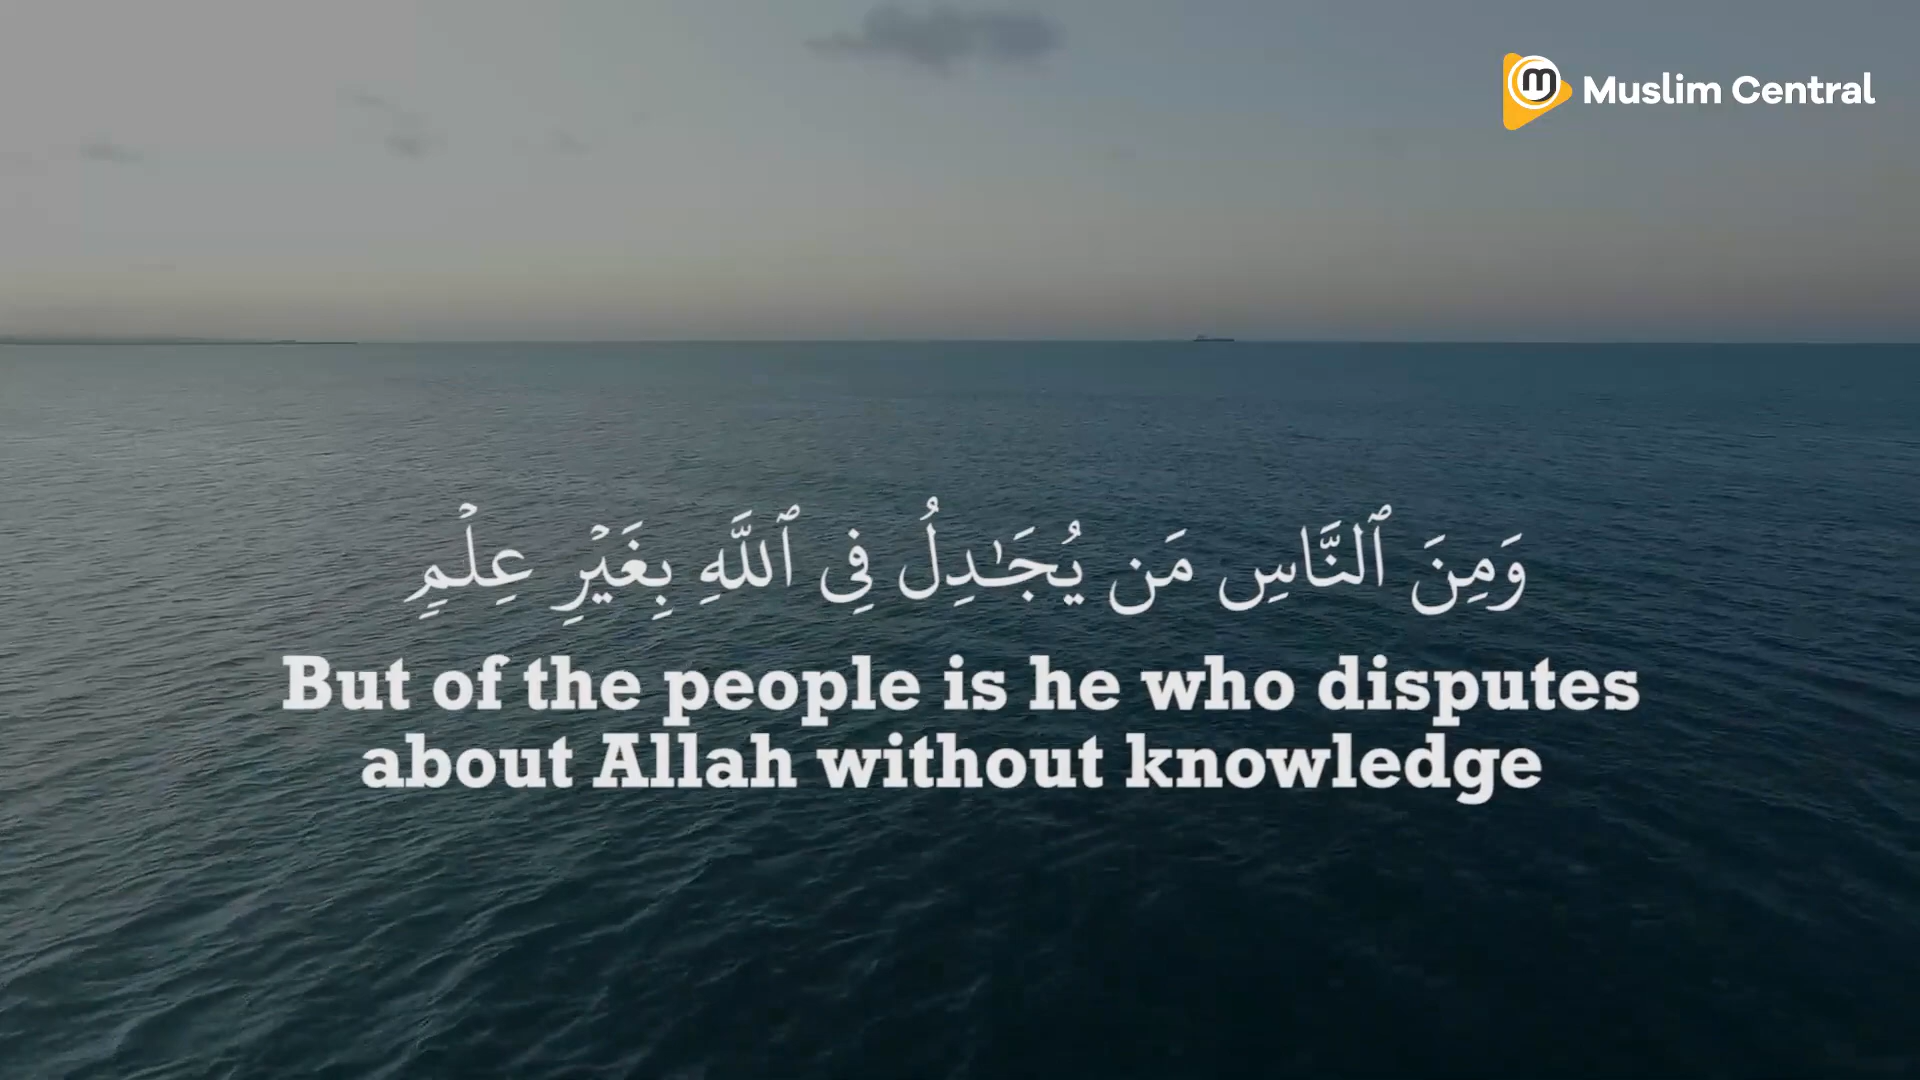 Muslim Central
وَمِنَ ٱلنَّاسِ مَن يُجَـٰدِلُ فِى ٱللَّهِ بِغَيْرِ عِلْمٍ
But of the people is he who disputes
about Allah without knowledge